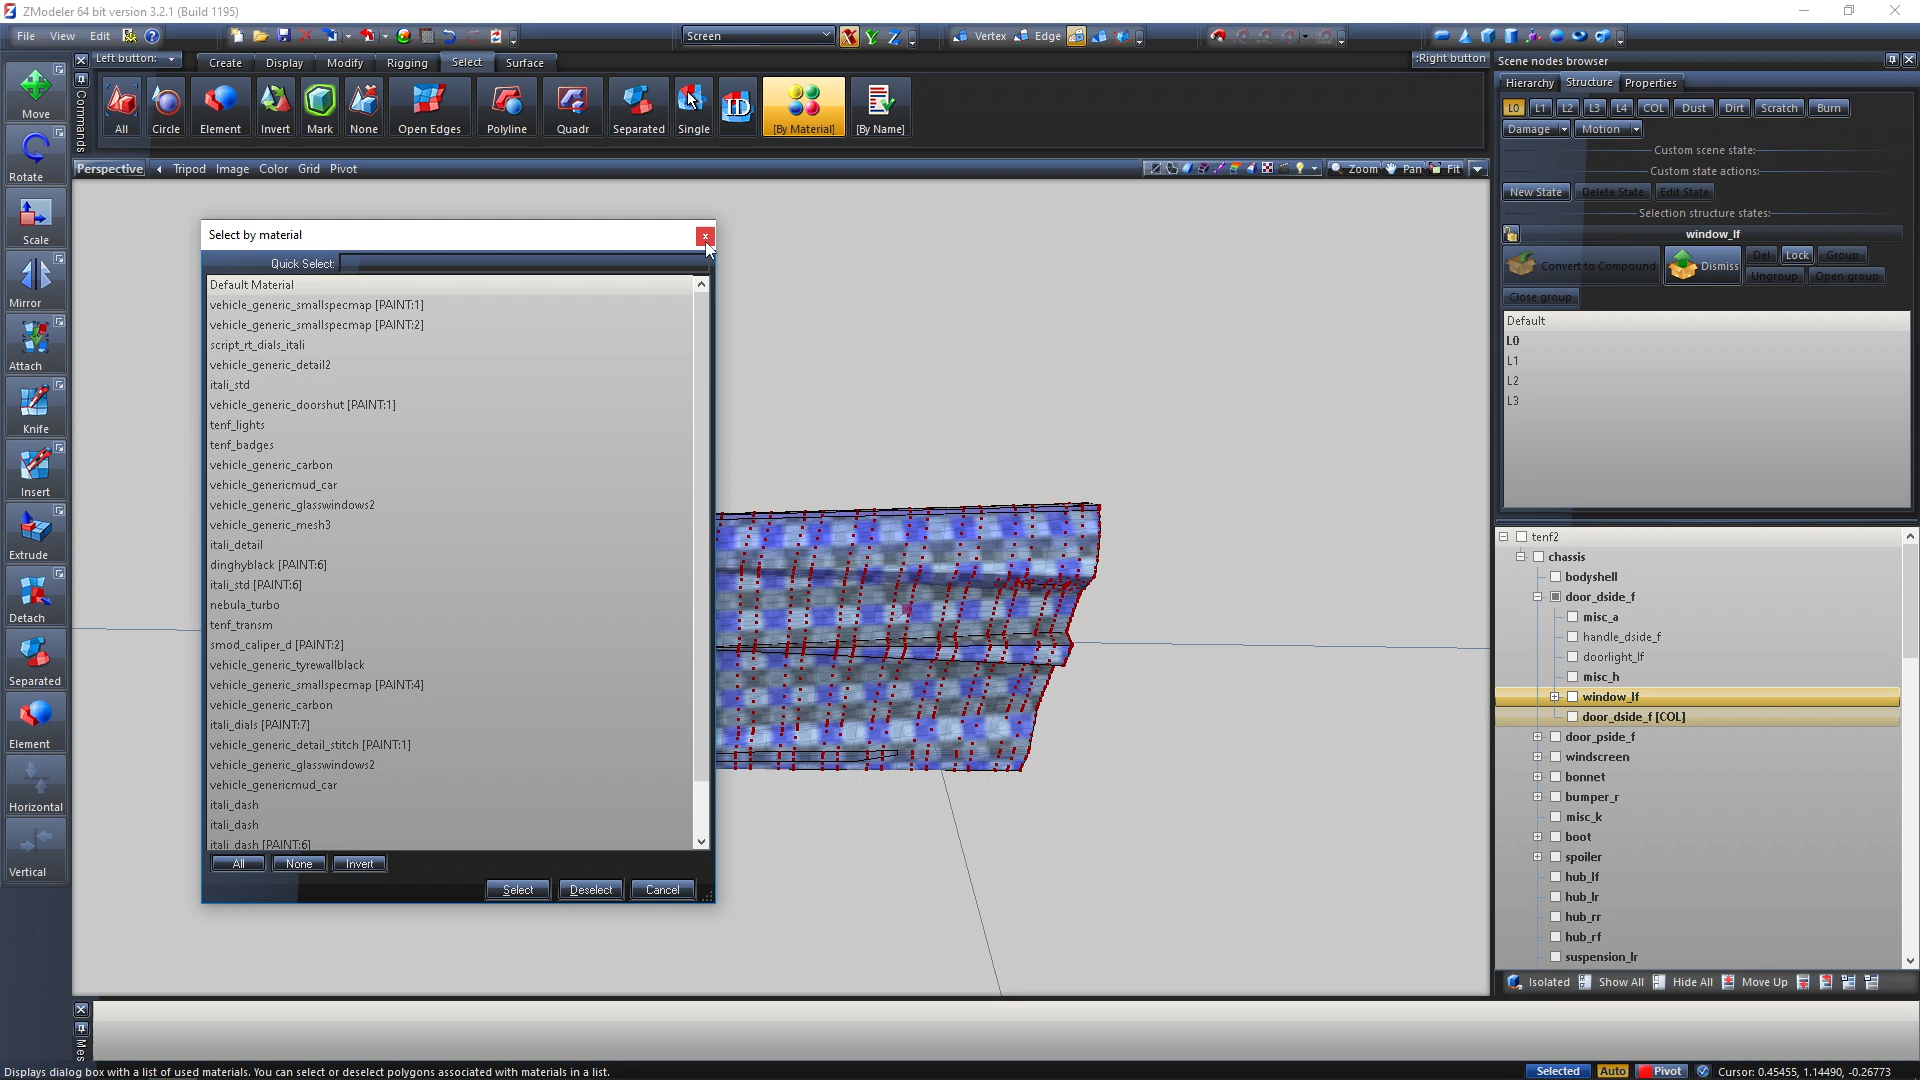 ZModeler 64 bit version 3.2.1 (Build 1195)
File View Edit
Screen
X Y Z
Vertex Edge
Left button:
Create Display Modify Rigging Select Surface
:Right button
Scene nodes browser
Commands
All Circle Element Invert Mark None Open Edges Polyline Quadr Separated Single ID [By Material] [By Name]
Hierarchy Structure Properties
L0 L1 L2 L3 L4 COL Dust Dirt Scratch Burn
Damage Motion
Custom scene state:
Custom state actions:
New State Delete State Edit State
Selection structure states:
window_lf
Convert to Compound Dismiss Del Lock Group
Ungroup Open group
Close group
Default
L0
L1
L2
L3
Perspective Tripod Image Color Grid Pivot
Zoom Pan Fit
Move
Rotate
Scale
Mirror
Attach
Knife
Insert
Extrude
Detach
Separated
Element
Horizontal
Vertical
Select by material
x
Quick Select:
Default Material
vehicle_generic_smallspecmap [PAINT:1]
vehicle_generic_smallspecmap [PAINT:2]
script_rt_dials_itali
vehicle_generic_detail2
itali_std
vehicle_generic_doorshut [PAINT:1]
tenf_lights
tenf_badges
vehicle_generic_carbon
vehicle_genericmud_car
vehicle_generic_glasswindows2
vehicle_generic_mesh3
itali_detail
dinghyblack [PAINT:6]
itali_std [PAINT:6]
nebula_turbo
tenf_transm
smod_caliper_d [PAINT:2]
vehicle_generic_tyrewallblack
vehicle_generic_smallspecmap [PAINT:4]
vehicle_generic_carbon
itali_dials [PAINT:7]
vehicle_generic_detail_stitch [PAINT:1]
vehicle_generic_glasswindows2
vehicle_genericmud_car
itali_dash
itali_dash
itali_dash [PAINT:6]
All None Invert
Select Deselect Cancel
tenf2
chassis
bodyshell
door_dside_f
misc_a
handle_dside_f
doorlight_lf
misc_h
window_lf
door_dside_f [COL]
door_pside_f
windscreen
bonnet
bumper_r
misc_k
boot
spoiler
hub_lf
hub_lr
hub_rr
hub_rf
suspension_lr
Isolated Show All Hide All Move Up
Mes
Displays dialog box with a list of used materials. You can select or deselect polygons associated with materials in a list.
Selected Auto Pivot Cursor: 0.45455, 1.14490, -0.26773